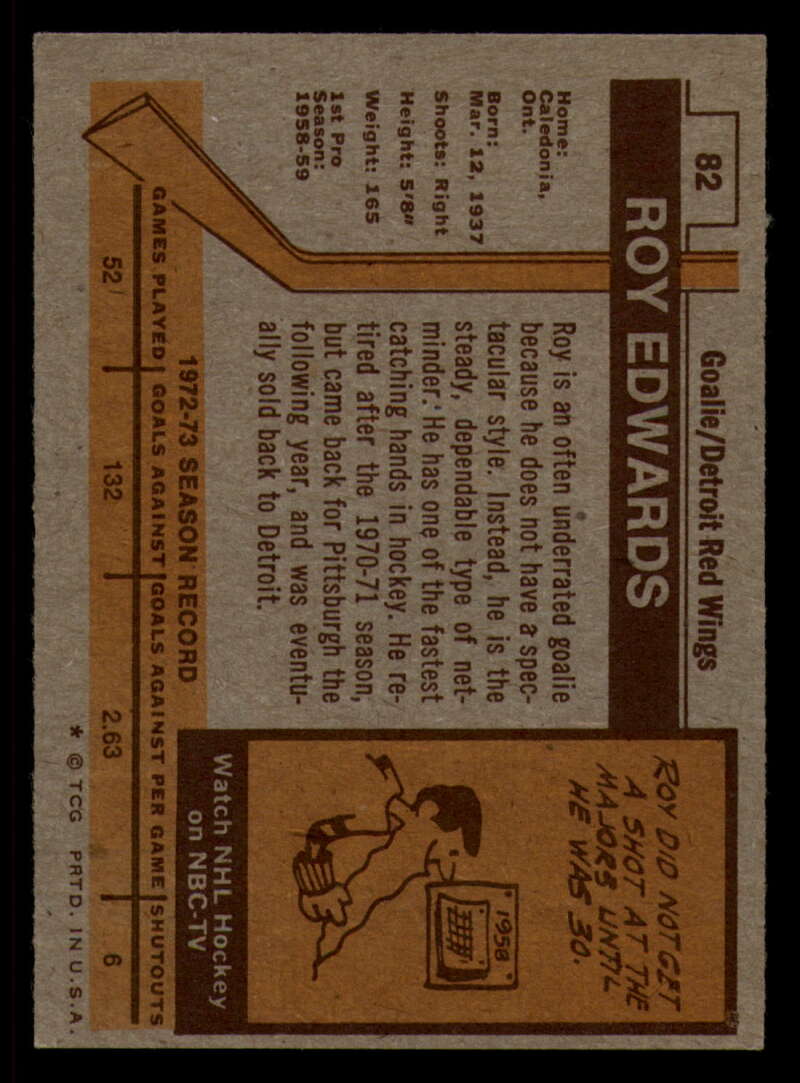 82
Goalie/Detroit Red Wings
ROY EDWARDS
Home:
Caledonia,
Ont.
Born:
Mar. 12, 1937
Shoots: Right
Height: 5'8"
Weight: 165
1st Pro
Season:
1958-59
Roy is an often underrated goalie
because he does not have a spec-
tacular style. Instead, he is the
steady, dependable type of net-
minder. He has one of the fastest
catching hands in hockey. He re-
tired after the 1970-71 season,
but came back for Pittsburgh the
following year, and was eventu-
ally sold back to Detroit.
ROY DID NOT GET
A SHOT AT THE
MAJORS UNTIL
HE WAS 30.
1958
Watch NHL Hockey
on NBC-TV
1972-73 SEASON RECORD
GAMES PLAYED GOALS AGAINST GOALS AGAINST PER GAME SHUTOUTS
52 132 2.63 6
* © TCG PRTD. IN U.S.A.